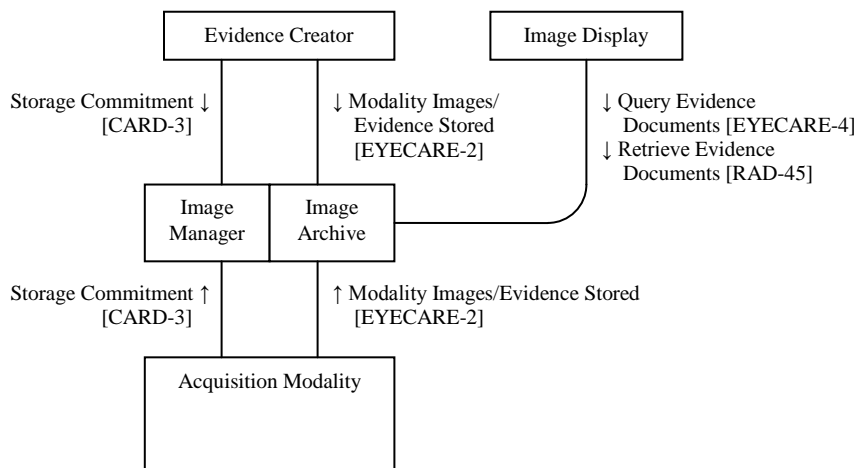 Evidence Creator
Image Display
Storage Commitment ↓
[CARD-3]
↓ Modality Images/
Evidence Stored
[EYECARE-2]
↓ Query Evidence
Documents [EYECARE-4]
↓ Retrieve Evidence
Documents [RAD-45]
Image
Manager
Image
Archive
Storage Commitment ↑
[CARD-3]
↑ Modality Images/Evidence Stored
[EYECARE-2]
Acquisition Modality